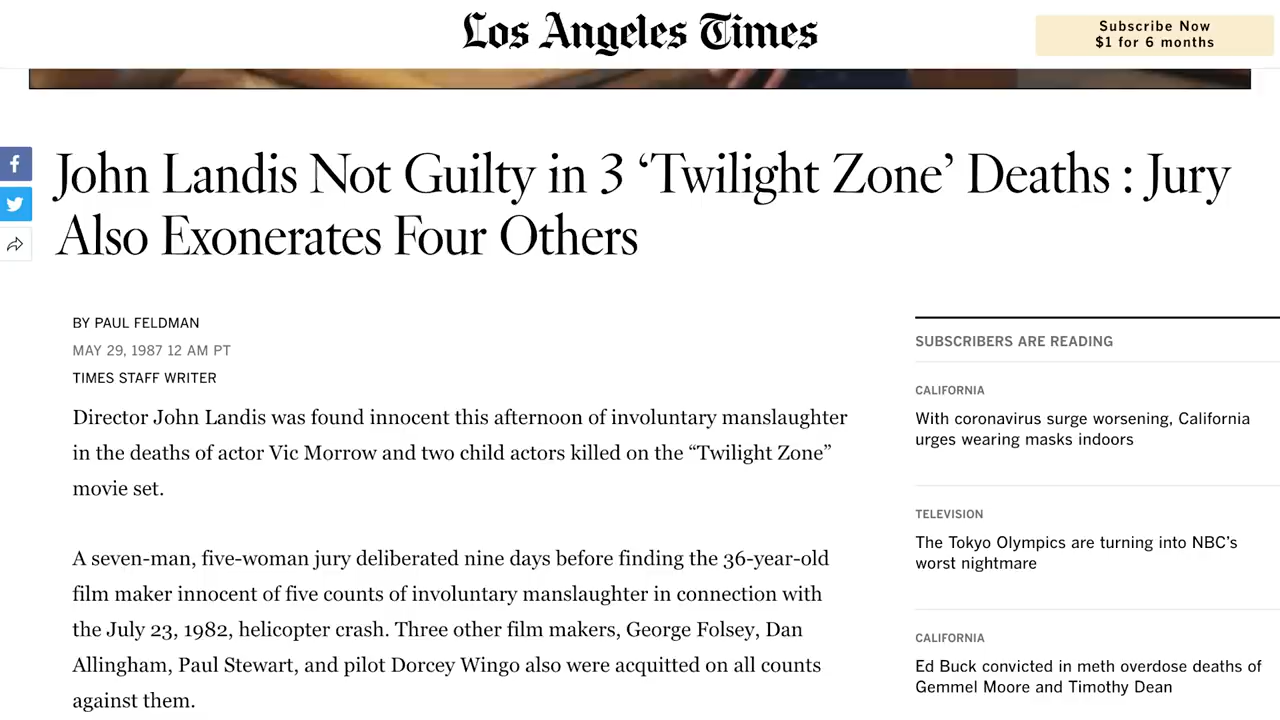 Los Angeles Times
Subscribe Now
$1 for 6 months
John Landis Not Guilty in 3 ‘Twilight Zone’ Deaths : Jury
Also Exonerates Four Others
BY PAUL FELDMAN
MAY 29, 1987 12 AM PT
TIMES STAFF WRITER
Director John Landis was found innocent this afternoon of involuntary manslaughter
in the deaths of actor Vic Morrow and two child actors killed on the “Twilight Zone”
movie set.
A seven-man, five-woman jury deliberated nine days before finding the 36-year-old
film maker innocent of five counts of involuntary manslaughter in connection with
the July 23, 1982, helicopter crash. Three other film makers, George Folsey, Dan
Allingham, Paul Stewart, and pilot Dorcey Wingo also were acquitted on all counts
against them.
SUBSCRIBERS ARE READING
CALIFORNIA
With coronavirus surge worsening, California
urges wearing masks indoors
TELEVISION
The Tokyo Olympics are turning into NBC’s
worst nightmare
CALIFORNIA
Ed Buck convicted in meth overdose deaths of
Gemmel Moore and Timothy Dean